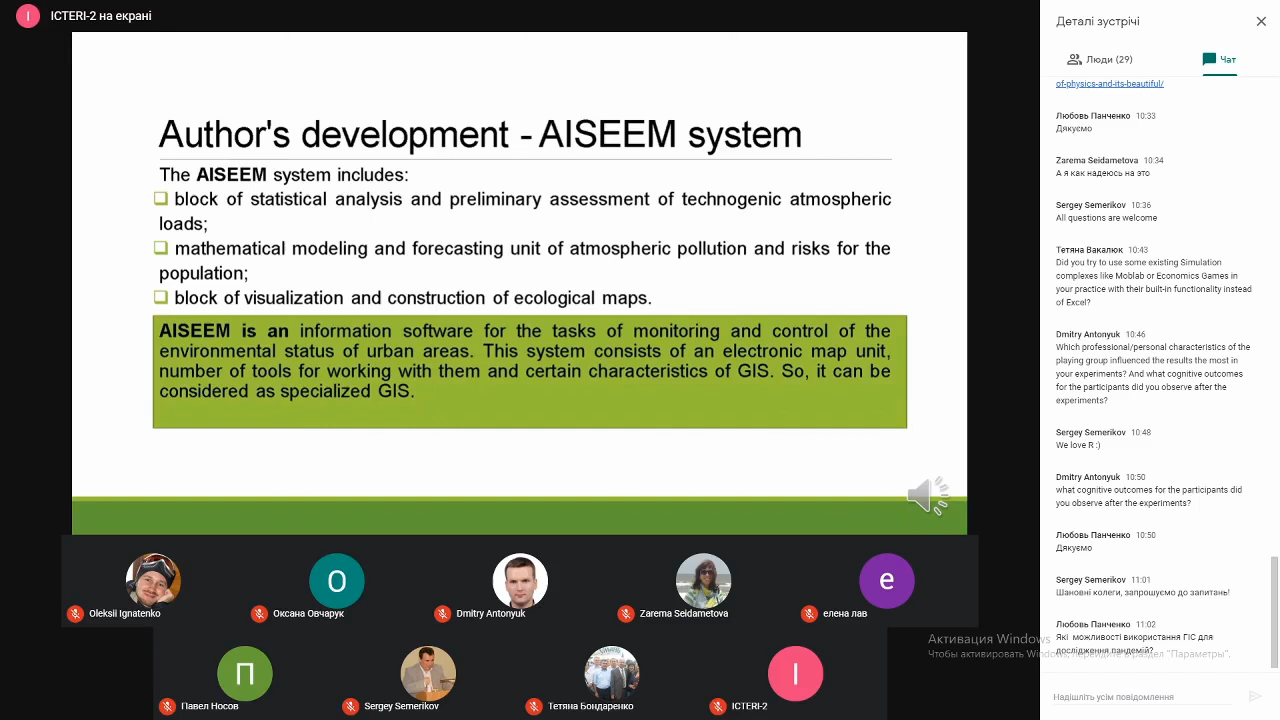 I
ICTERI-2 на екрані
Author's development - AISEEM system
The AISEEM system includes:
block of statistical analysis and preliminary assessment of technogenic atmospheric
loads;
mathematical modeling and forecasting unit of atmospheric pollution and risks for the
population;
block of visualization and construction of ecological maps.
AISEEM is an information software for the tasks of monitoring and control of the
environmental status of urban areas. This system consists of an electronic map unit,
number of tools for working with them and certain characteristics of GIS. So, it can be
considered as specialized GIS.
Oleksii Ignatenko
О
Оксана Овчарук
Dmitry Antonyuk
Zarema Seidametova
е
елена лав
П
Павел Носов
Sergey Semerikov
Тетяна Бондаренко
I
ICTERI-2
Деталі зустрічі
Люди (29)
Чат
of-physics-and-its-beautiful/
Любовь Панченко 10:33
Дякуємо
Zarema Seidametova 10:34
А я как надеюсь на это
Sergey Semerikov 10:36
All questions are welcome
Тетяна Вакалюк 10:43
Did you try to use some existing Simulation
complexes like Moblab or Economics Games in
your practice with their built-in functionality instead
of Excel?
Dmitry Antonyuk 10:46
Which professional/personal characteristics of the
playing group influenced the results the most in
your experiments? And what cognitive outcomes
for the participants did you observe after the
experiments?
Sergey Semerikov 10:48
We love R :)
Dmitry Antonyuk 10:50
what cognitive outcomes for the participants did
you observe after the experiments?
Любовь Панченко 10:50
Дякуємо
Sergey Semerikov 11:01
Шановні колеги, запрошуємо до запитань!
Любовь Панченко 11:02
Які можливості використання ГІС для
дослідження пандемій?
Активация Windows
Чтобы активировать Windows, перейдите в раздел "Параметры".
Надішліть усім повідомлення